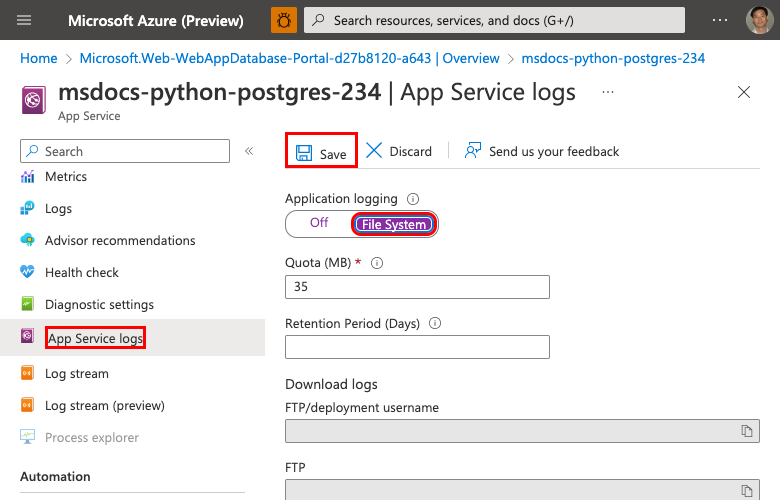 Microsoft Azure (Preview)
Search resources, services, and docs (G+/)
Home > Microsoft.Web-WebAppDatabase-Portal-d27b8120-a643 | Overview > msdocs-python-postgres-234
msdocs-python-postgres-234 | App Service logs
App Service
Search
Save
Discard
Send us your feedback
Metrics
Logs
Advisor recommendations
Health check
Diagnostic settings
App Service logs
Log stream
Log stream (preview)
Process explorer
Automation
Application logging
Off
File System
Quota (MB) *
35
Retention Period (Days)
Download logs
FTP/deployment username
FTP